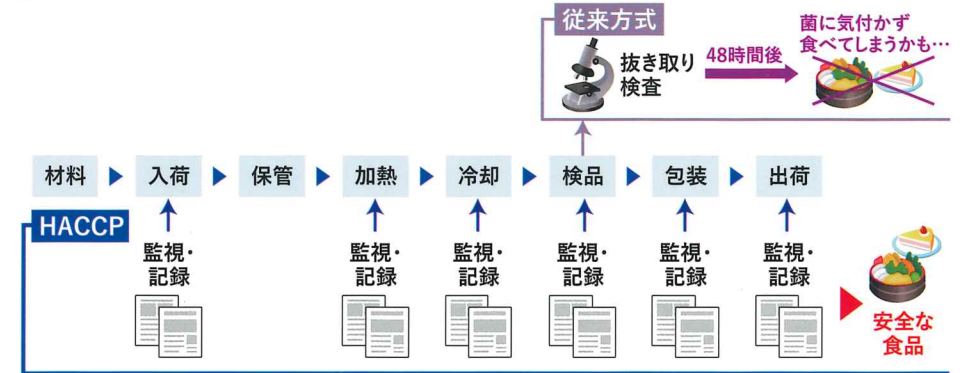 従来方式
抜き取り
検査
48時間後
菌に気付かず
食べてしまうかも…
材料
入荷
保管
加熱
冷却
検品
包装
出荷
HACCP
監視・
記録
監視・
記録
監視・
記録
監視・
記録
監視・
記録
監視・
記録
安全な
食品